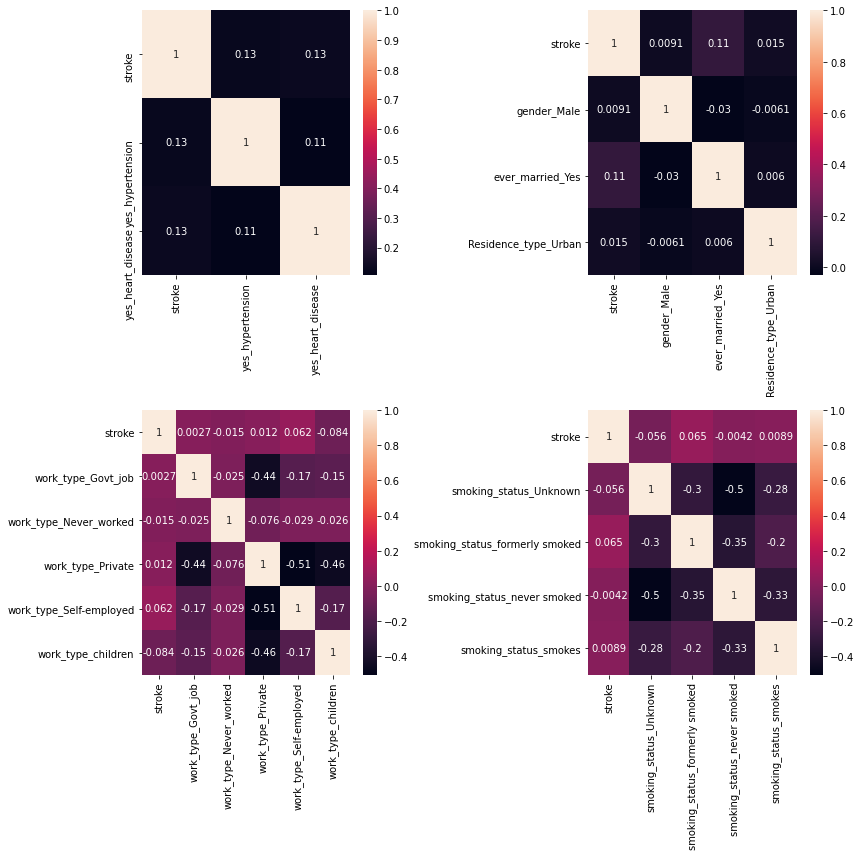 stroke
yes_hypertension
yes_heart_disease
1 0.13 0.13
0.13 1 0.11
0.13 0.11 1
stroke
yes_hypertension
yes_heart_disease
1.0
0.9
0.8
0.7
0.6
0.5
0.4
0.3
0.2
stroke 1 0.0091 0.11 0.015
gender_Male 0.0091 1 -0.03 -0.0061
ever_married_Yes 0.11 -0.03 1 0.006
Residence_type_Urban 0.015 -0.0061 0.006 1
stroke
gender_Male
ever_married_Yes
Residence_type_Urban
1.0
0.8
0.6
0.4
0.2
0.0
stroke 1 0.0027 -0.015 0.012 0.062 -0.084
work_type_Govt_job 0.0027 1 -0.025 -0.44 -0.17 -0.15
work_type_Never_worked -0.015 -0.025 1 -0.076 -0.029 -0.026
work_type_Private 0.012 -0.44 -0.076 1 -0.51 -0.46
work_type_Self-employed 0.062 -0.17 -0.029 -0.51 1 -0.17
work_type_children -0.084 -0.15 -0.026 -0.46 -0.17 1
stroke
work_type_Govt_job
work_type_Never_worked
work_type_Private
work_type_Self-employed
work_type_children
1.0
0.8
0.6
0.4
0.2
0.0
−0.2
−0.4
stroke 1 -0.056 0.065 -0.0042 0.0089
smoking_status_Unknown -0.056 1 -0.3 -0.5 -0.28
smoking_status_formerly smoked 0.065 -0.3 1 -0.35 -0.2
smoking_status_never smoked -0.0042 -0.5 -0.35 1 -0.33
smoking_status_smokes 0.0089 -0.28 -0.2 -0.33 1
stroke
smoking_status_Unknown
smoking_status_formerly smoked
smoking_status_never smoked
smoking_status_smokes
1.0
0.8
0.6
0.4
0.2
0.0
−0.2
−0.4